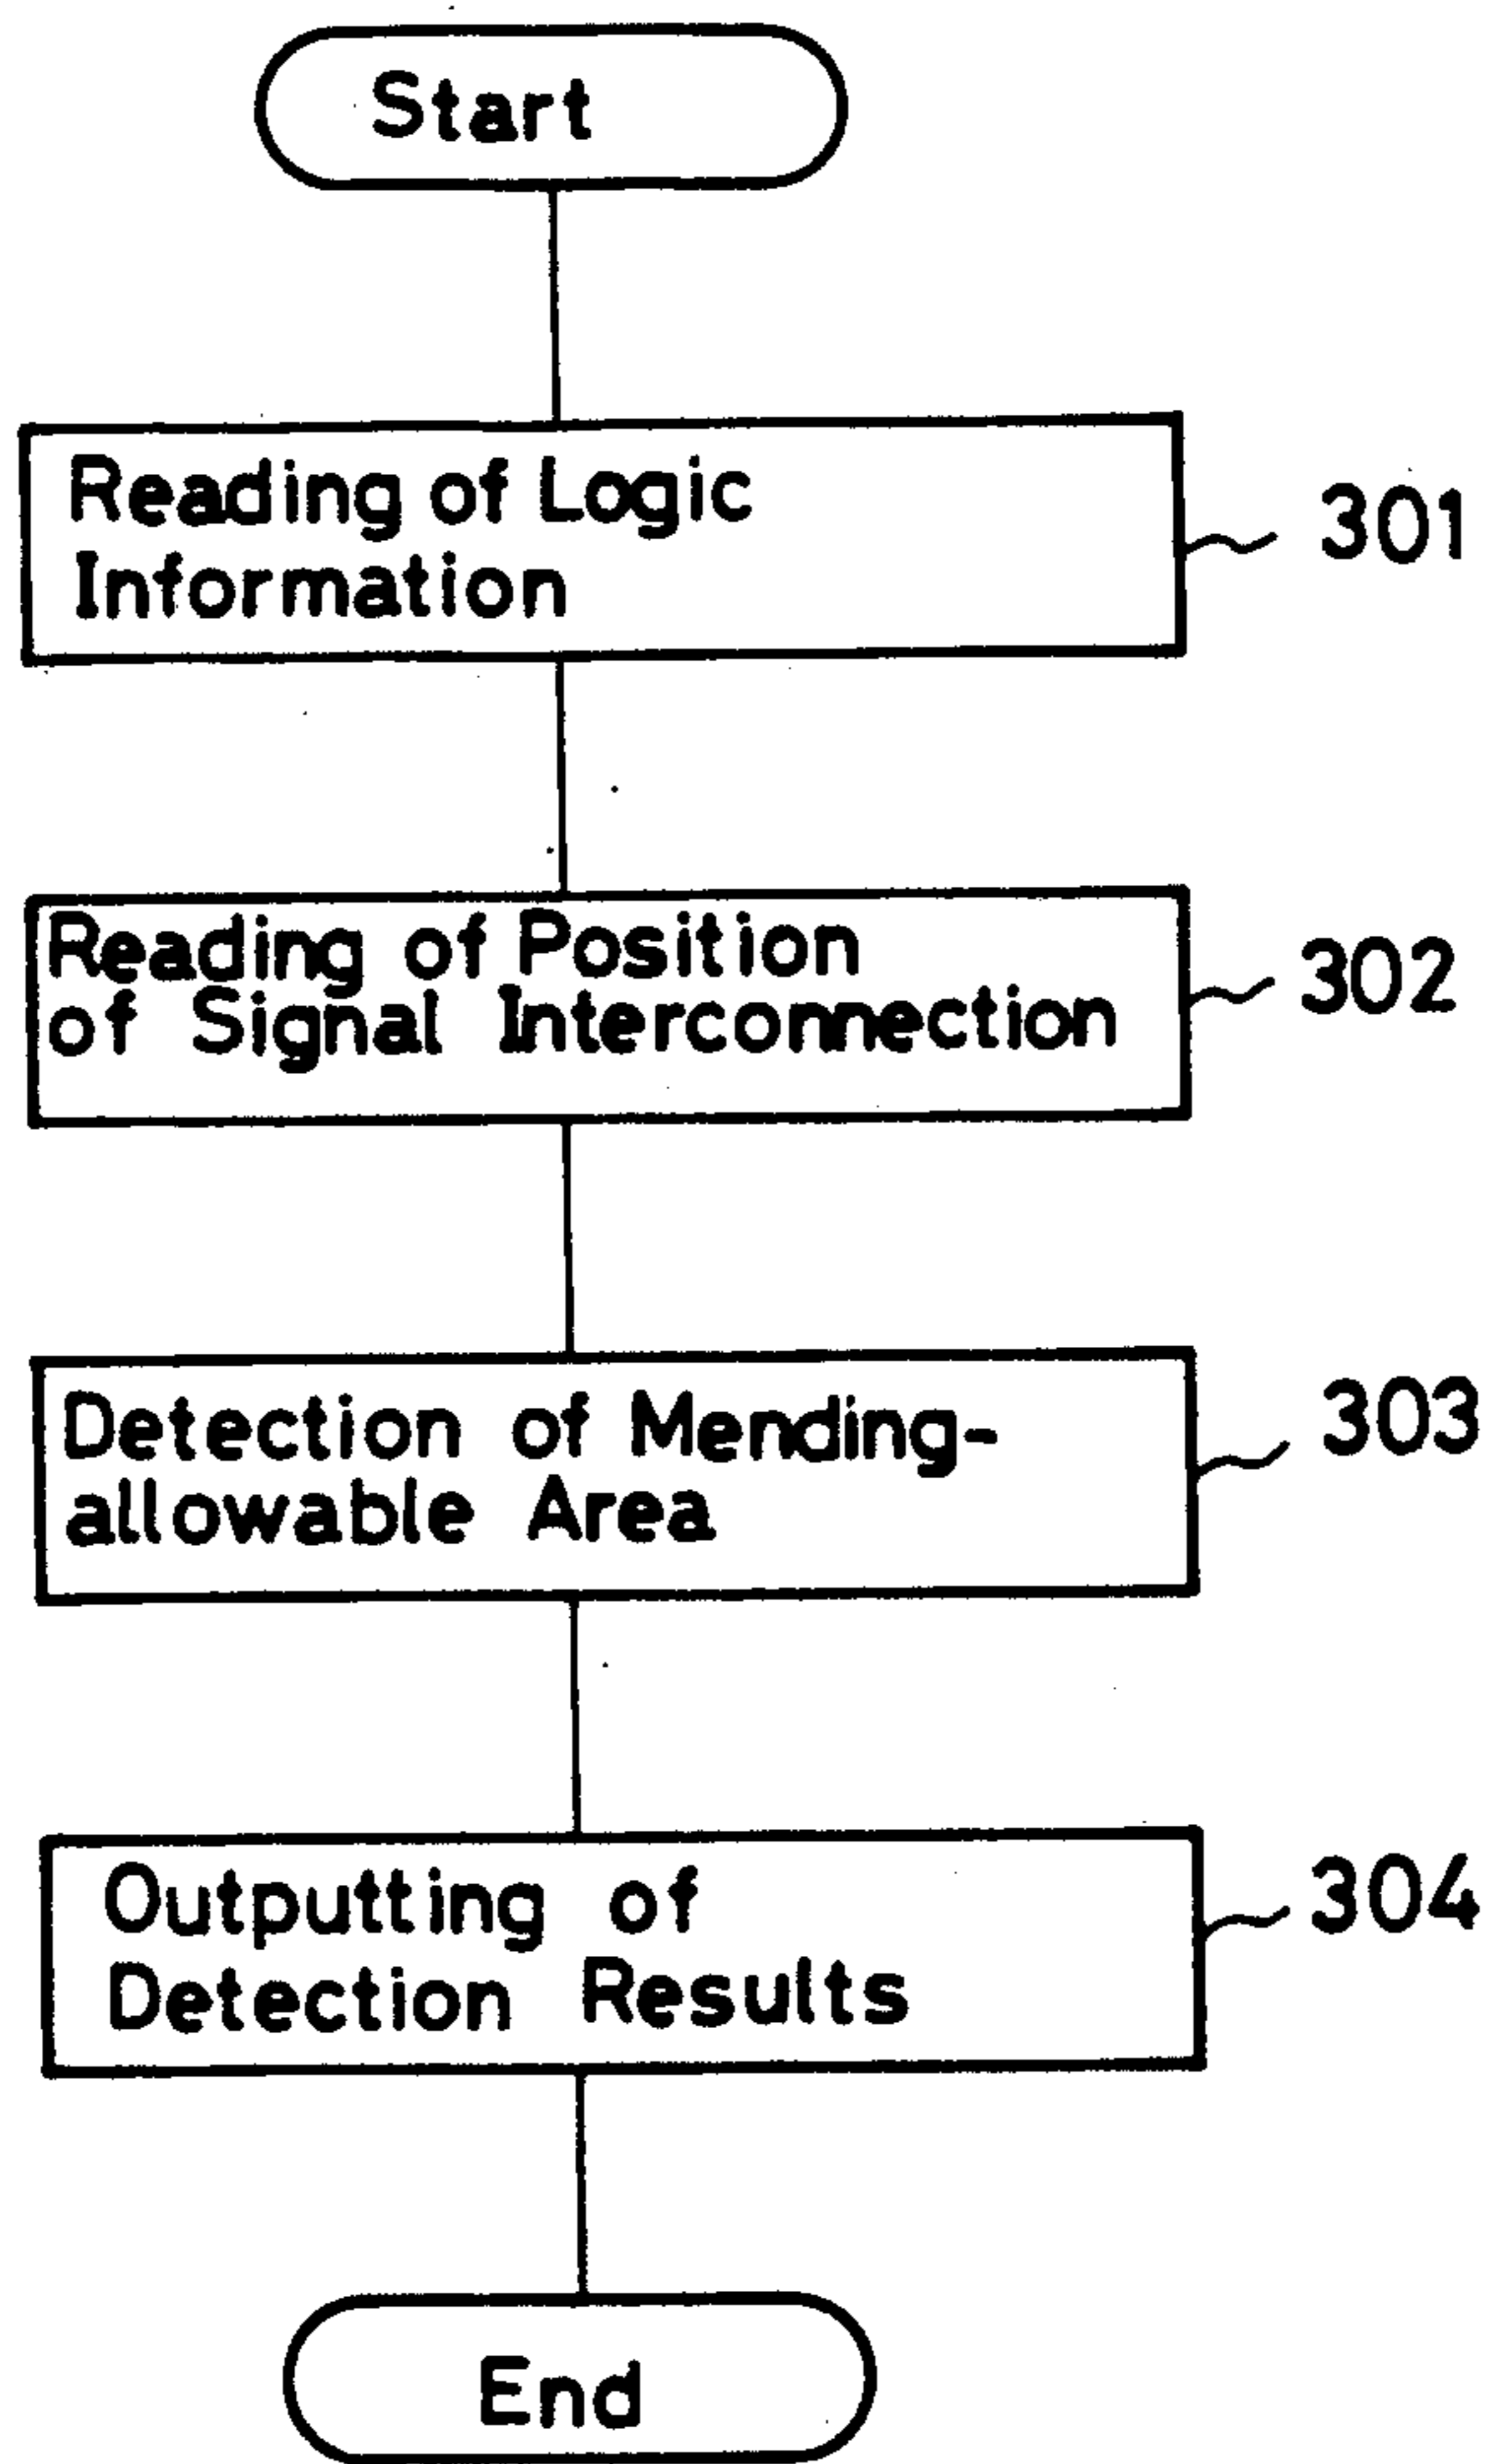 Start
Reading of Logic
Information
301
Reading of Position
of Signal Interconnection
302
Detection of Mending-
allowable Area
303
Outputting of
Detection Results
304
End